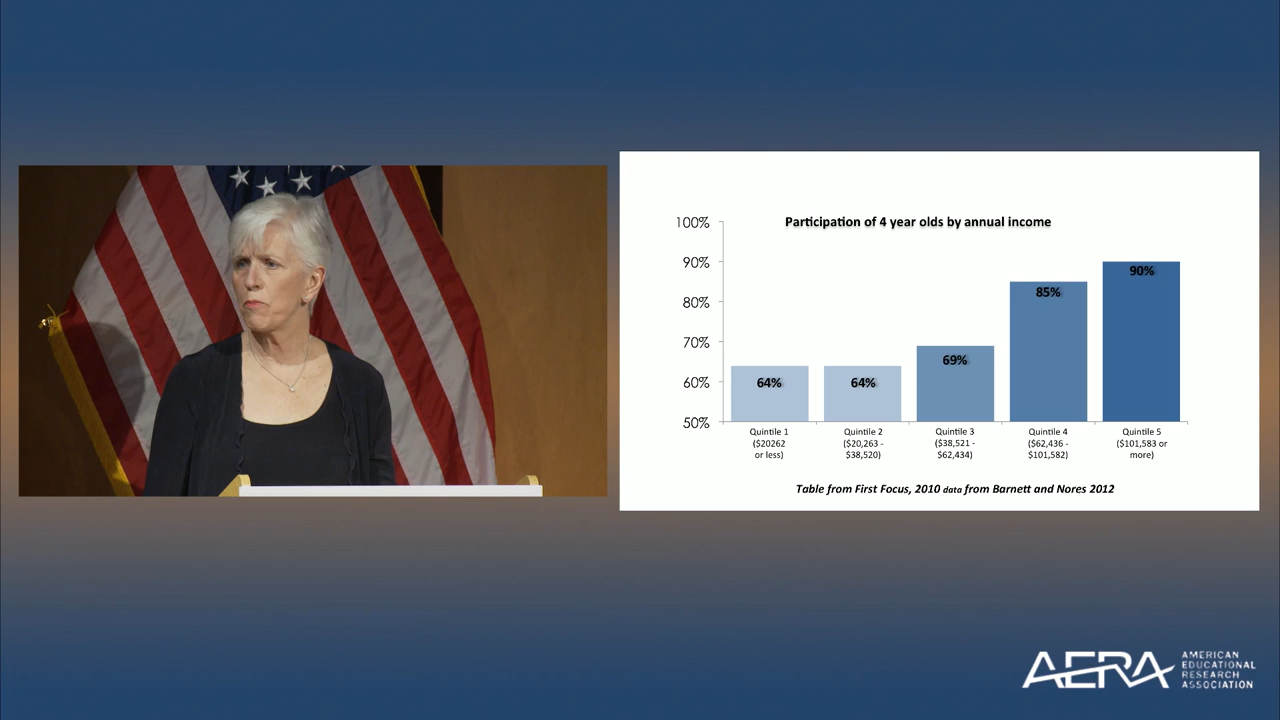 Participation of 4 year olds by annual income
100%
90%
80%
70%
60%
50%
64%
64%
69%
85%
90%
Quintile 1
($20262
or less)
Quintile 2
($20,263 -
$38,520)
Quintile 3
($38,521 -
$62,434)
Quintile 4
($62,436 -
$101,582)
Quintile 5
($101,583 or
more)
Table from First Focus, 2010 data from Barnett and Nores 2012
AERA
AMERICAN
EDUCATIONAL
RESEARCH
ASSOCIATION